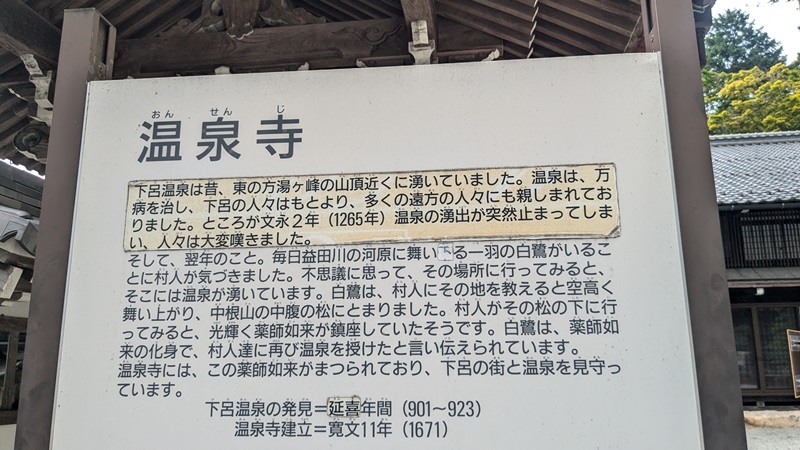 おん せん じ
温泉寺
下呂温泉は昔、東の方湯ヶ峰の山頂近くに湧いていました。温泉は、万
病を治し、下呂の人々はもとより、多くの遠方の人々にも親しまれてお
りました。ところが文永2年（1265年）温泉の湧出が突然止まってしま
い、人々は大変嘆きました。
そして、翌年のこと。毎日益田川の河原に舞い る一羽の白鷺がいるこ
とに村人が気づきました。不思議に思って、その場所に行ってみると、
そこには温泉が湧いています。白鷺は、村人にその地を教えると空高く
舞い上がり、中根山の中腹の松にとまりました。村人がその松の下に行
ってみると、光輝く薬師如来が鎮座していたそうです。白鷺は、薬師如
来の化身で、村人達に再び温泉を授けたと言い伝えられています。
温泉寺には、この薬師如来がまつられており、下呂の街と温泉を見守っ
ています。
下呂温泉の発見＝延喜年間（901～923）
温泉寺建立＝寛文11年（1671）